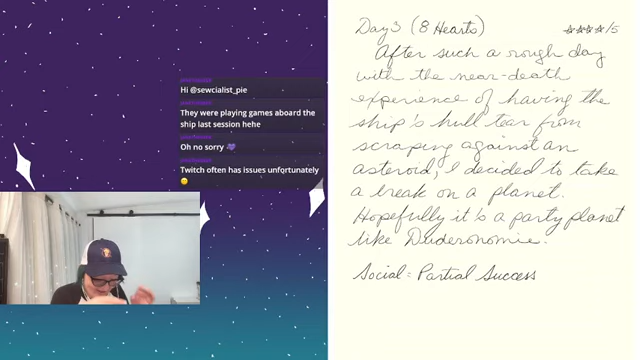 Hi @sewcialist_pie
They were playing games aboard the
ship last session hehe
Oh no sorry 💜
Twitch often has issues unfortunately
🙁
Day 3 (8 Hearts) ☆☆☆☆/5
After such a rough day
with the near-death
experience of having the
ship's hull tear from
scraping against an
asteroid, I decided to take
a break on a planet.
Hopefully it's a party planet
like Duderonomie.
Social = Partial Success